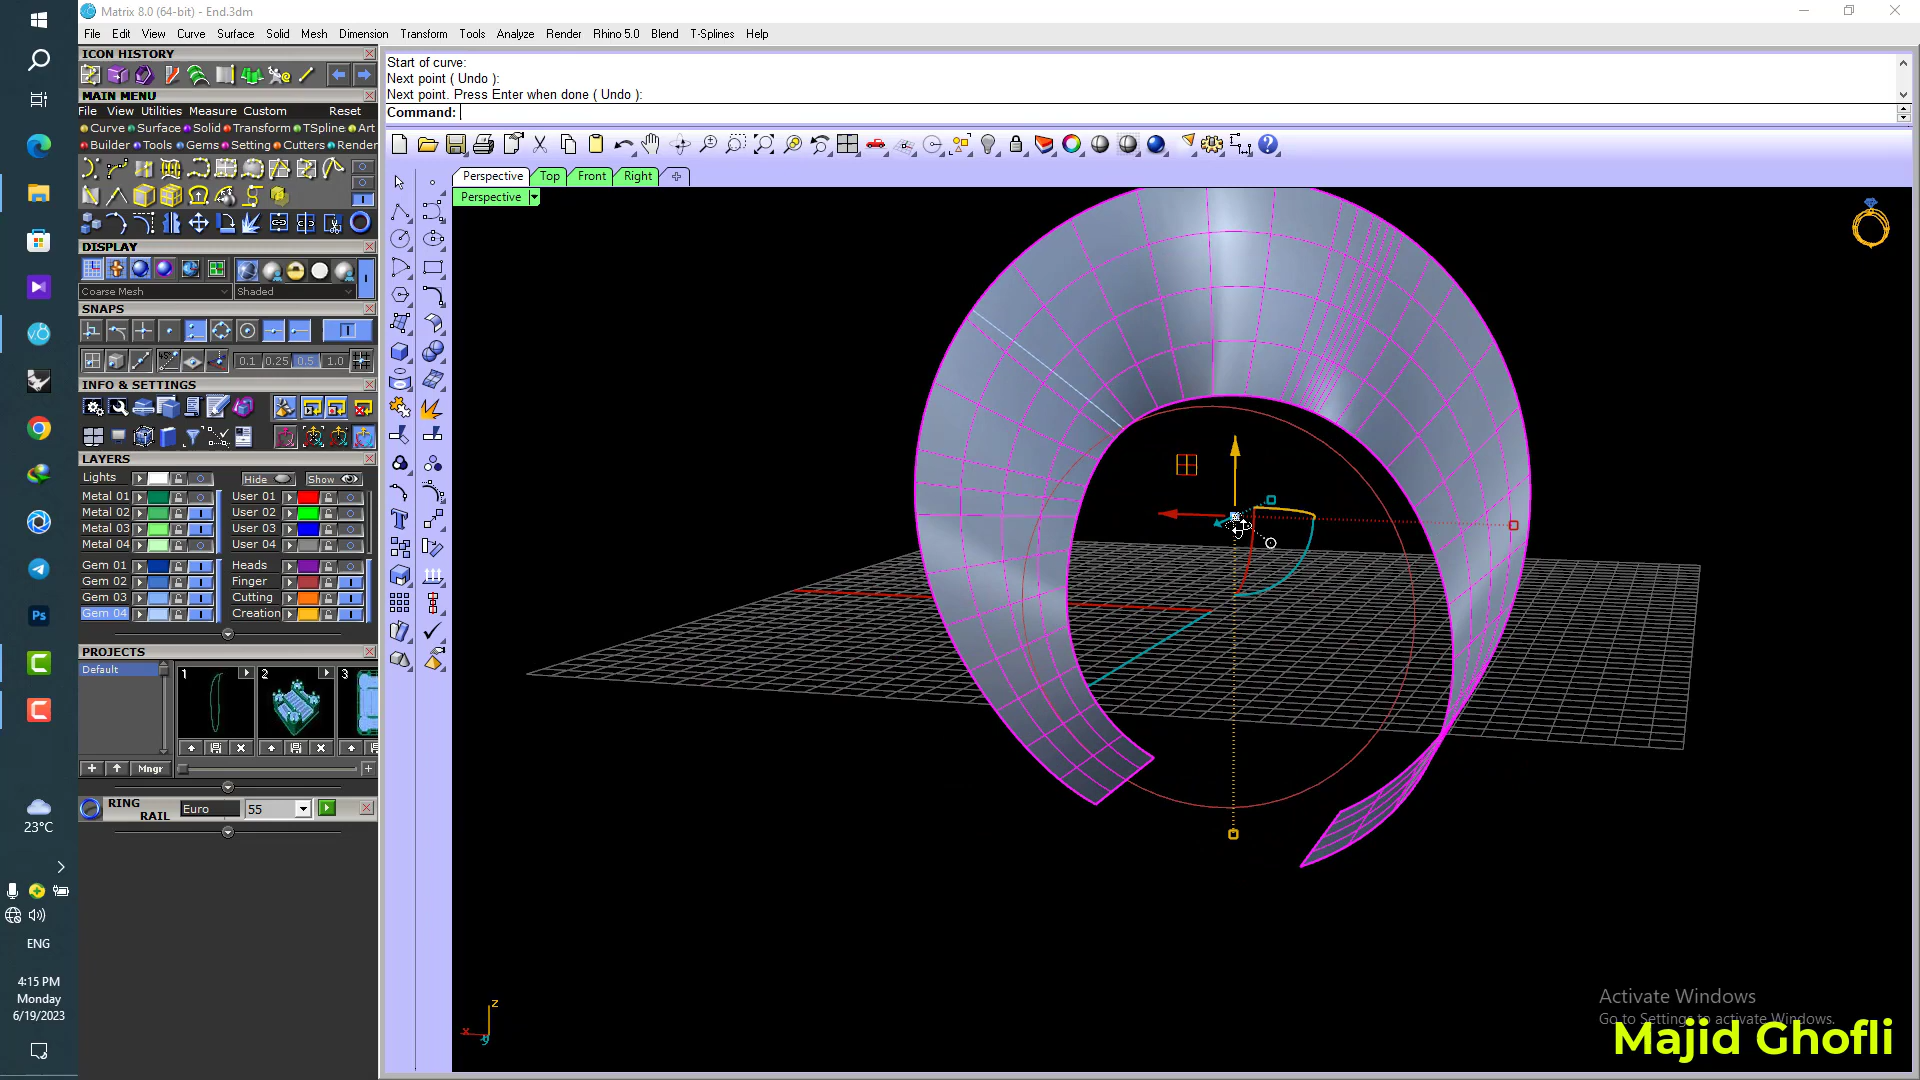 Matrix 8.0 (64-bit) - End.3dm
File Edit View Curve Surface Solid Mesh Dimension Transform Tools Analyze Render Rhino 5.0 Blend T-Splines Help
ICON HISTORY
MAIN MENU
File View Utilities Measure Custom Reset
Curve Surface Solid Transform TSpline Art
Builder Tools Gems Setting Cutters Render
DISPLAY
Coarse Mesh Shaded
SNAPS
0.1 0.25 0.5 1.0
INFO & SETTINGS
LAYERS
Lights Hide Show
Metal 01 User 01
Metal 02 User 02
Metal 03 User 03
Metal 04 User 04
Gem 01 Heads
Gem 02 Finger
Gem 03 Cutting
Gem 04 Creation
PROJECTS
Default
1 2 3
Mngr
RING RAIL Euro 55
Start of curve:
Next point ( Undo ):
Next point. Press Enter when done ( Undo ):
Command:
Perspective Top Front Right
Perspective
z
x
y
23°C
ENG
4:15 PM
Monday
6/19/2023
Ps
Activate Windows
Go to Settings to activate Windows.
Majid Ghofli